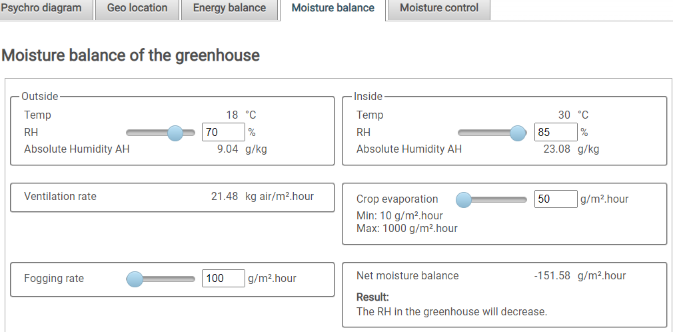 Psychro diagram Geo location Energy balance Moisture balance Moisture control
Moisture balance of the greenhouse
Outside
Temp 18 °C
RH 70 %
Absolute Humidity AH 9.04 g/kg
Inside
Temp 30 °C
RH 85 %
Absolute Humidity AH 23.08 g/kg
Ventilation rate 21.48 kg air/m².hour
Crop evaporation 50 g/m².hour
Min: 10 g/m².hour
Max: 1000 g/m².hour
Fogging rate 100 g/m².hour
Net moisture balance -151.58 g/m².hour
Result:
The RH in the greenhouse will decrease.